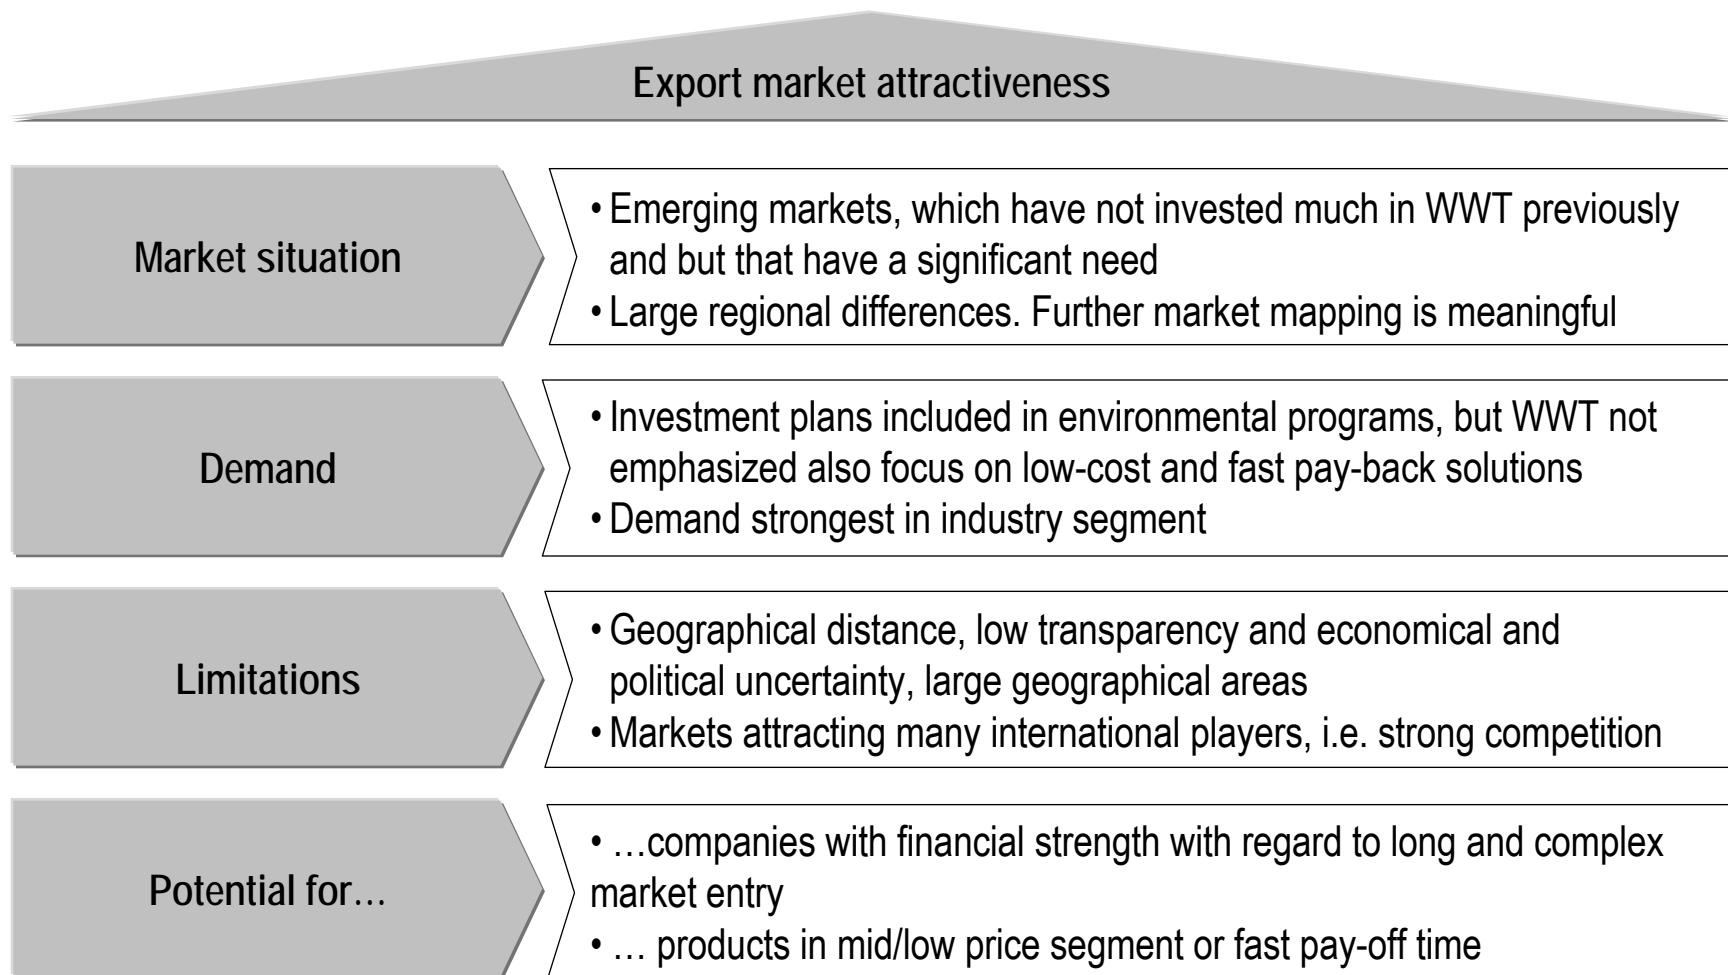 Export market attractiveness
Market situation
• Emerging markets, which have not invested much in WWT previously
and but that have a significant need
• Large regional differences. Further market mapping is meaningful
Demand
• Investment plans included in environmental programs, but WWT not
emphasized also focus on low-cost and fast pay-back solutions
• Demand strongest in industry segment
Limitations
• Geographical distance, low transparency and economical and
political uncertainty, large geographical areas
• Markets attracting many international players, i.e. strong competition
Potential for…
• …companies with financial strength with regard to long and complex
market entry
• … products in mid/low price segment or fast pay-off time